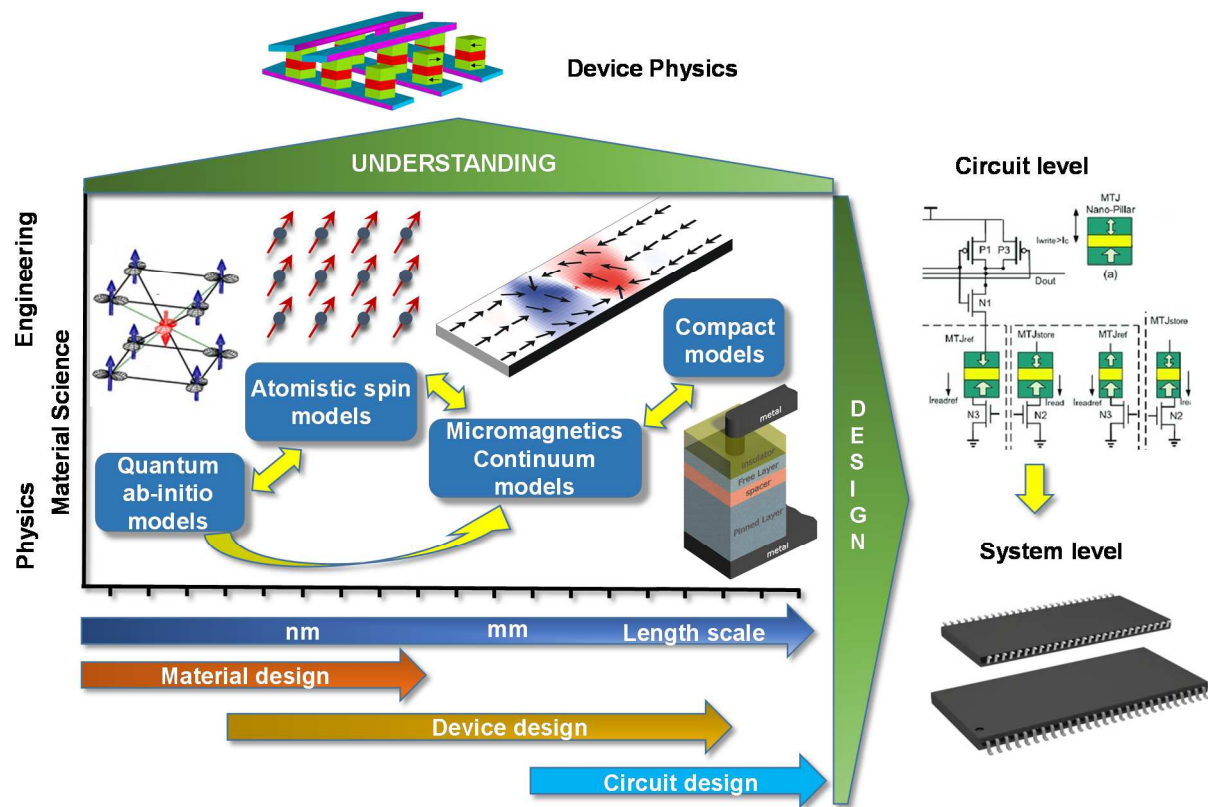 Device Physics
UNDERSTANDING
Engineering
Material Science
Physics
Quantum
ab-initio
models
Atomistic spin
models
Micromagnetics
Continuum
models
Compact
models
metal
insulator
Free Layer
spacer
Pinned Layer
metal
nm
mm
Length scale
Material design
Device design
Circuit design
DESIGN
Circuit level
MTJ
Nano-Pillar
Iwrite>Ic
(a)
P1
P3
Dout
N1
MTJref
MTJstore
MTJref
MTJstore
Ireadref
N3
N2
Iread
Ireadref
N3
N2
System level